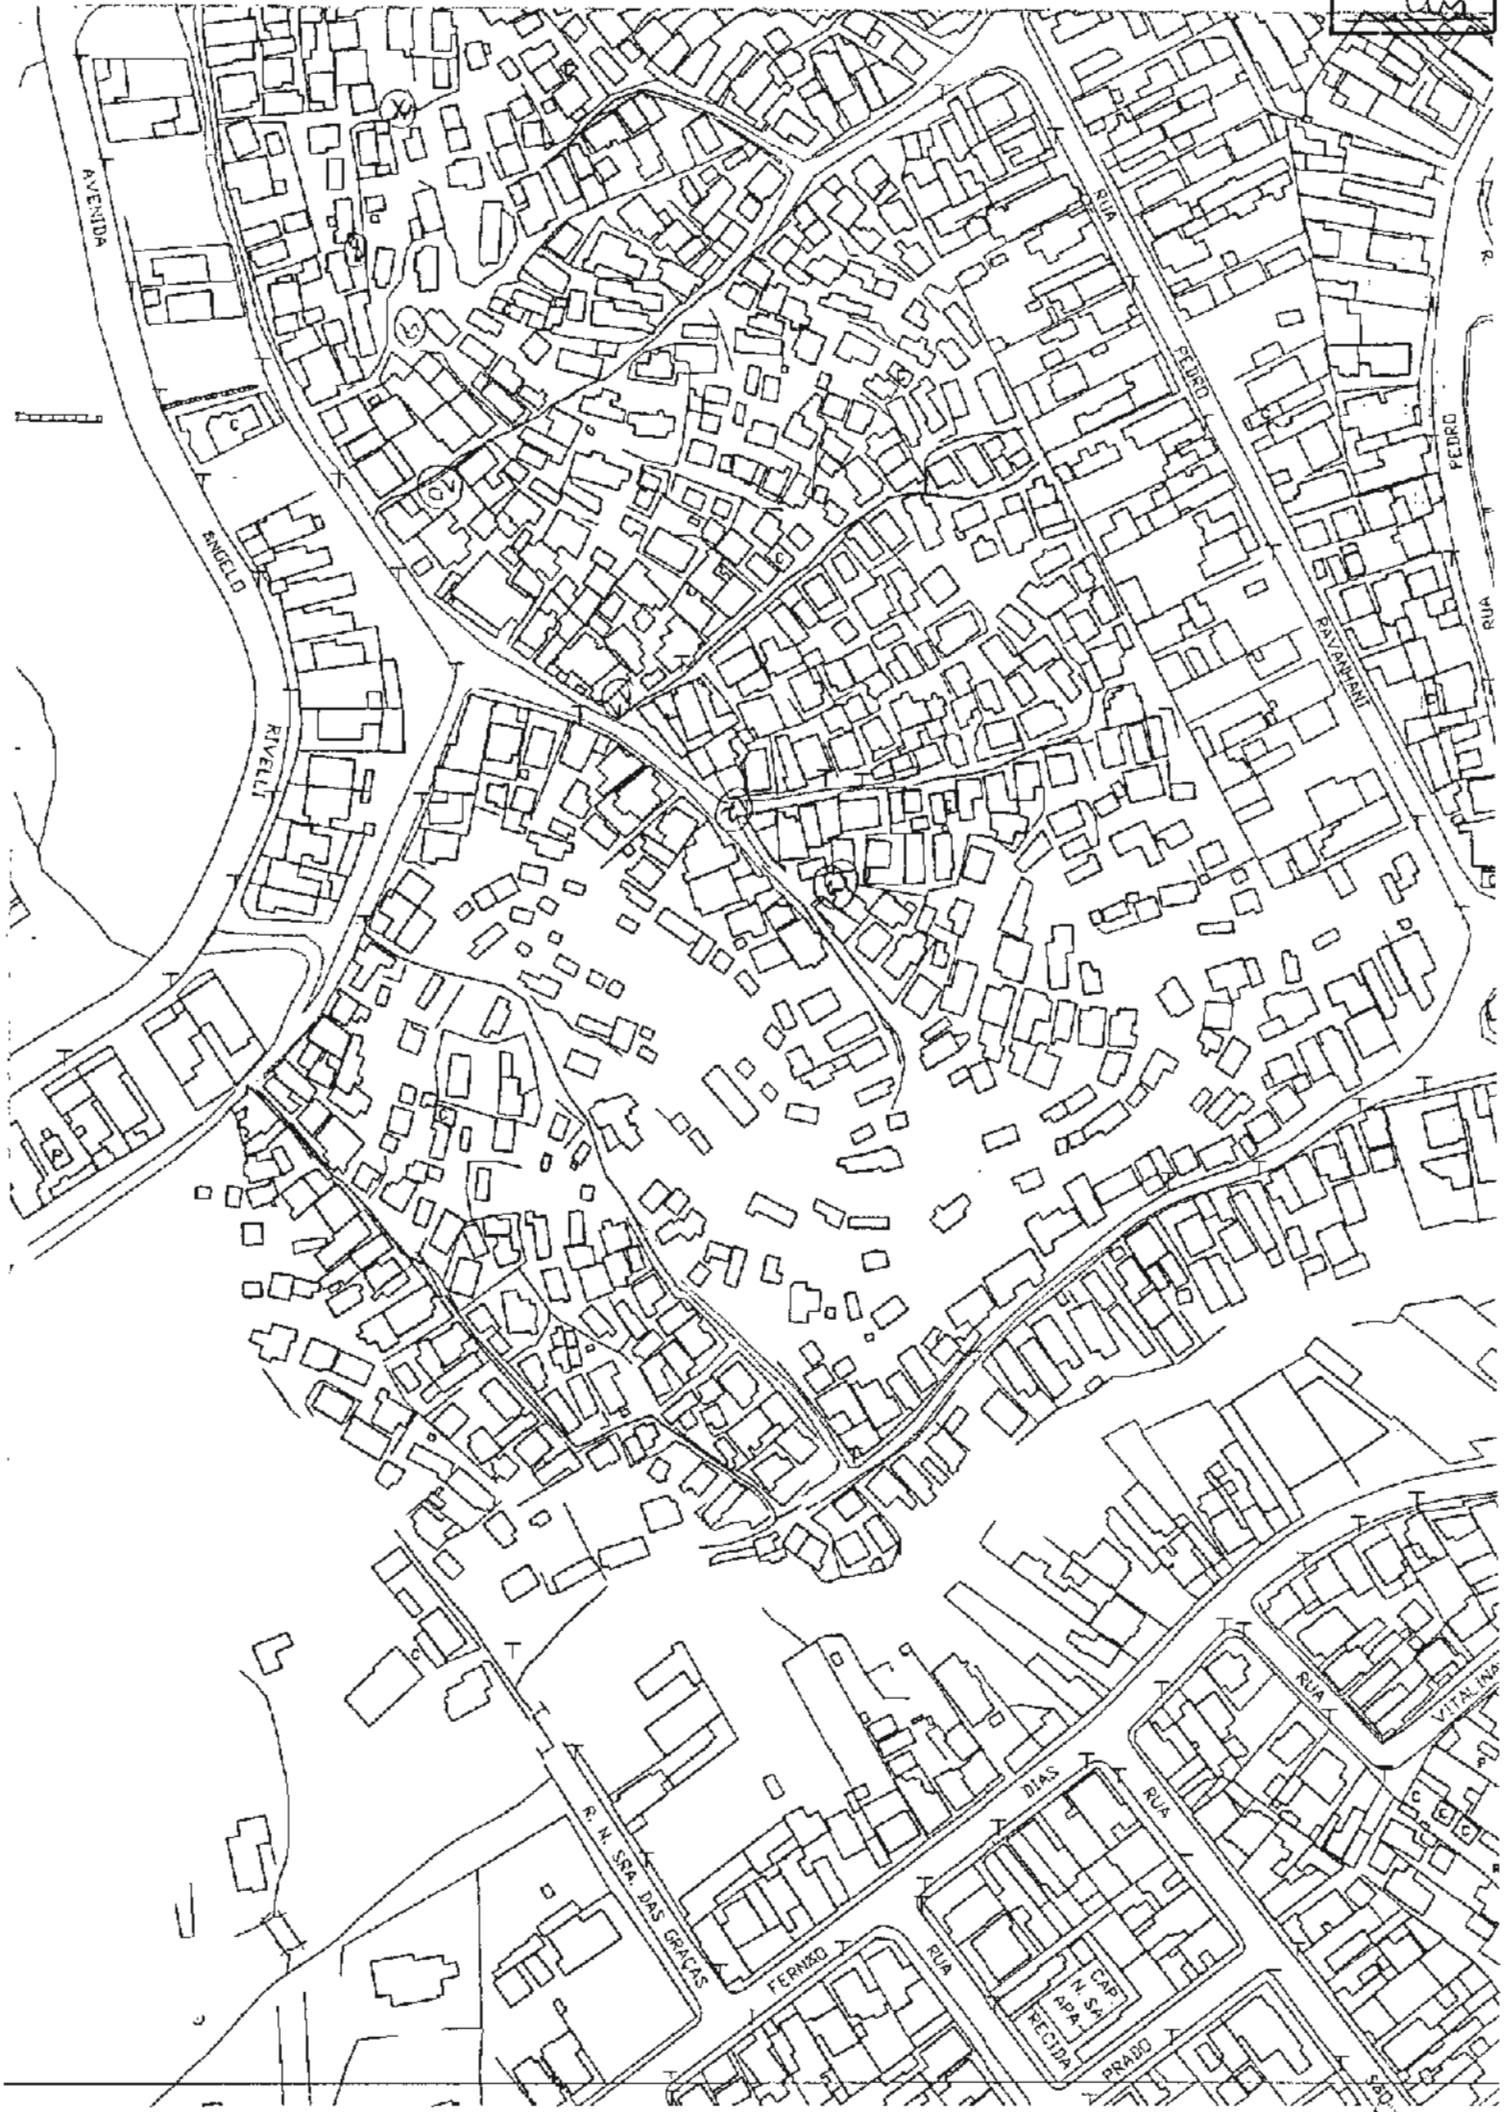 AVENIDA
ANGELO
RIVELLI
RUA
PEDRO
RAVANHANI
PEDRO
RUA
R.
C
C
C
C
C
P
RUA
VITALINA
DIAS
RUA
R. N. SRA. DAS GRAÇAS
FERNÃO
RUA
CAP.
N. SA.
APA-
RECIDA
PRADO
SÃO
C
C
C
P